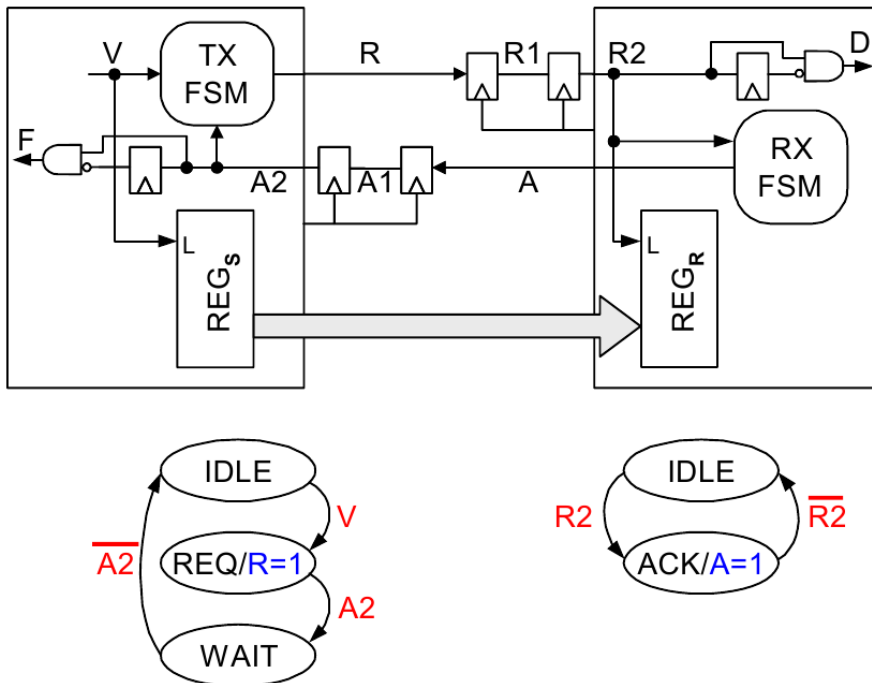 V
TX
FSM
R
R1
R2
D
F
A2
A1
A
RX
FSM
L
REGS
L
REGR
IDLE
V
A2
REQ/R=1
A2
WAIT
IDLE
R2
R2
ACK/A=1